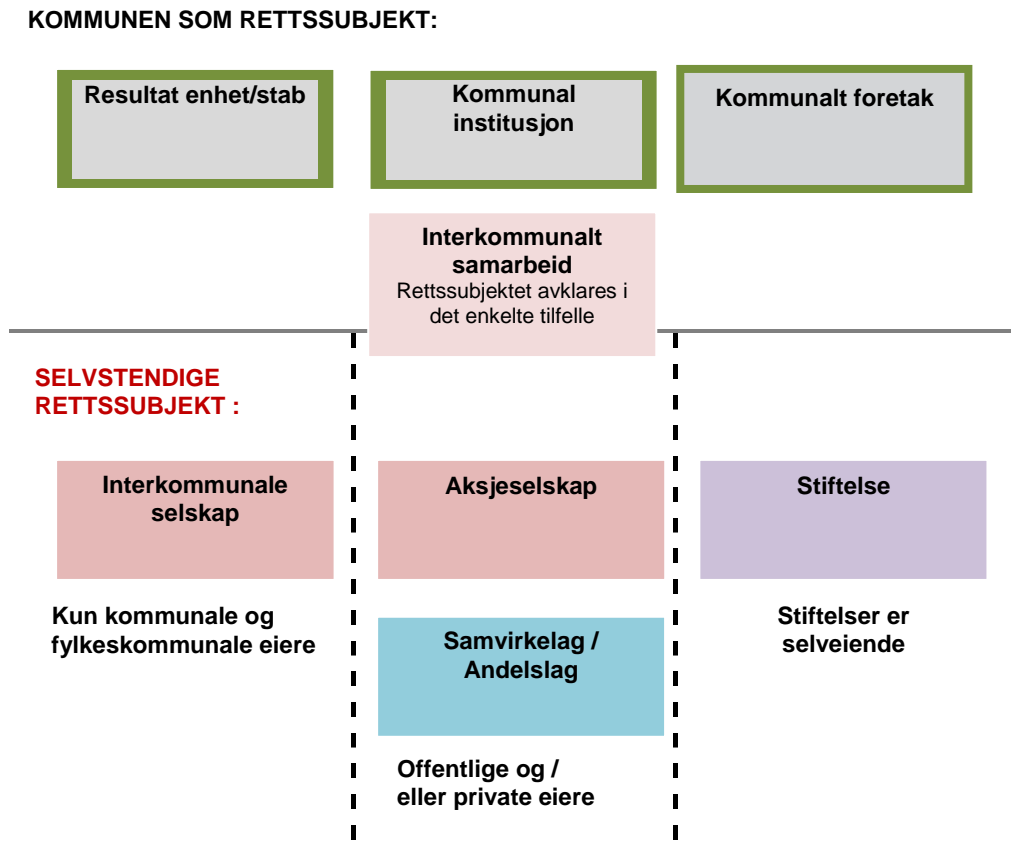 KOMMUNEN SOM RETTSSUBJEKT:
Resultat enhet/stab
Kommunal
institusjon
Kommunalt foretak
Interkommunalt
samarbeid
Rettssubjektet avklares i
det enkelte tilfelle
SELVSTENDIGE
RETTSSUBJEKT :
Interkommunale
selskap
Aksjeselskap
Stiftelse
Kun kommunale og
fylkeskommunale eiere
Samvirkelag /
Andelslag
Stiftelser er
selveiende
Offentlige og /
eller private eiere